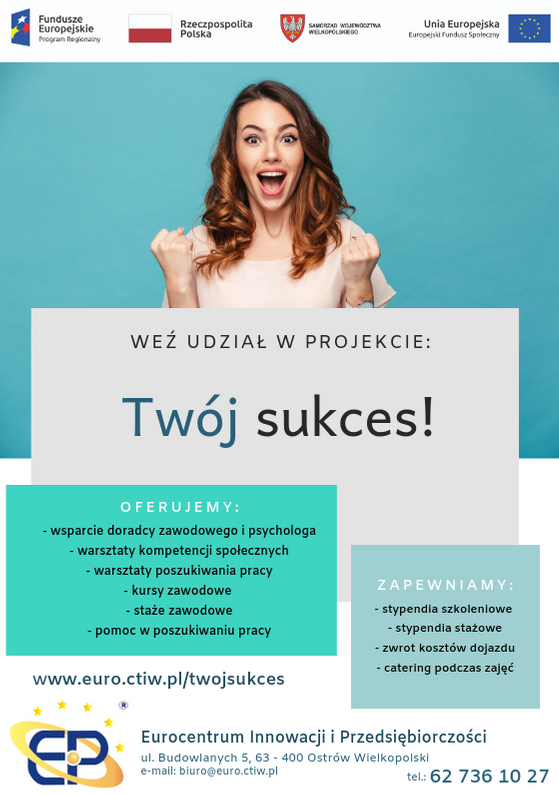 Fundusze
Europejskie
Program Regionalny
Rzeczpospolita
Polska
SAMORZĄD WOJEWÓDZTWA
WIELKOPOLSKIEGO
Unia Europejska
Europejski Fundusz Społeczny
WEŹ UDZIAŁ W PROJEKCIE:
Twój sukces!
OFERUJEMY:
- wsparcie doradcy zawodowego i psychologa
- warsztaty kompetencji społecznych
- warsztaty poszukiwania pracy
- kursy zawodowe
- staże zawodowe
- pomoc w poszukiwaniu pracy
ZAPEWNIAMY:
- stypendia szkoleniowe
- stypendia stażowe
- zwrot kosztów dojazdu
- catering podczas zajęć
www.euro.ctiw.pl/twojsukces
®
EP
Eurocentrum Innowacji i Przedsiębiorczości
ul. Budowlanych 5, 63 - 400 Ostrów Wielkopolski
e-mail: biuro@euro.ctiw.pl
tel.: 62 736 10 27